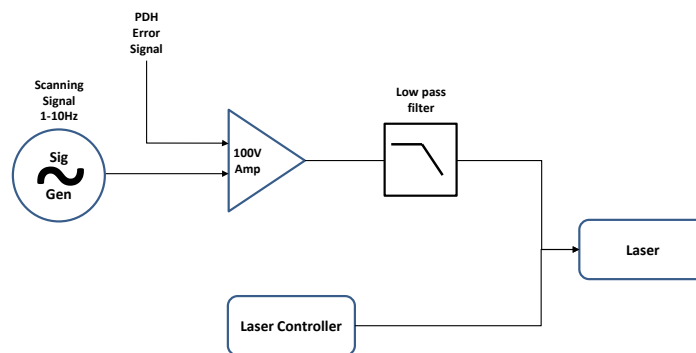 PDH
Error
Signal
Scanning
Signal
1-10Hz
Sig
Gen
100V
Amp
Low pass
filter
Laser
Laser Controller